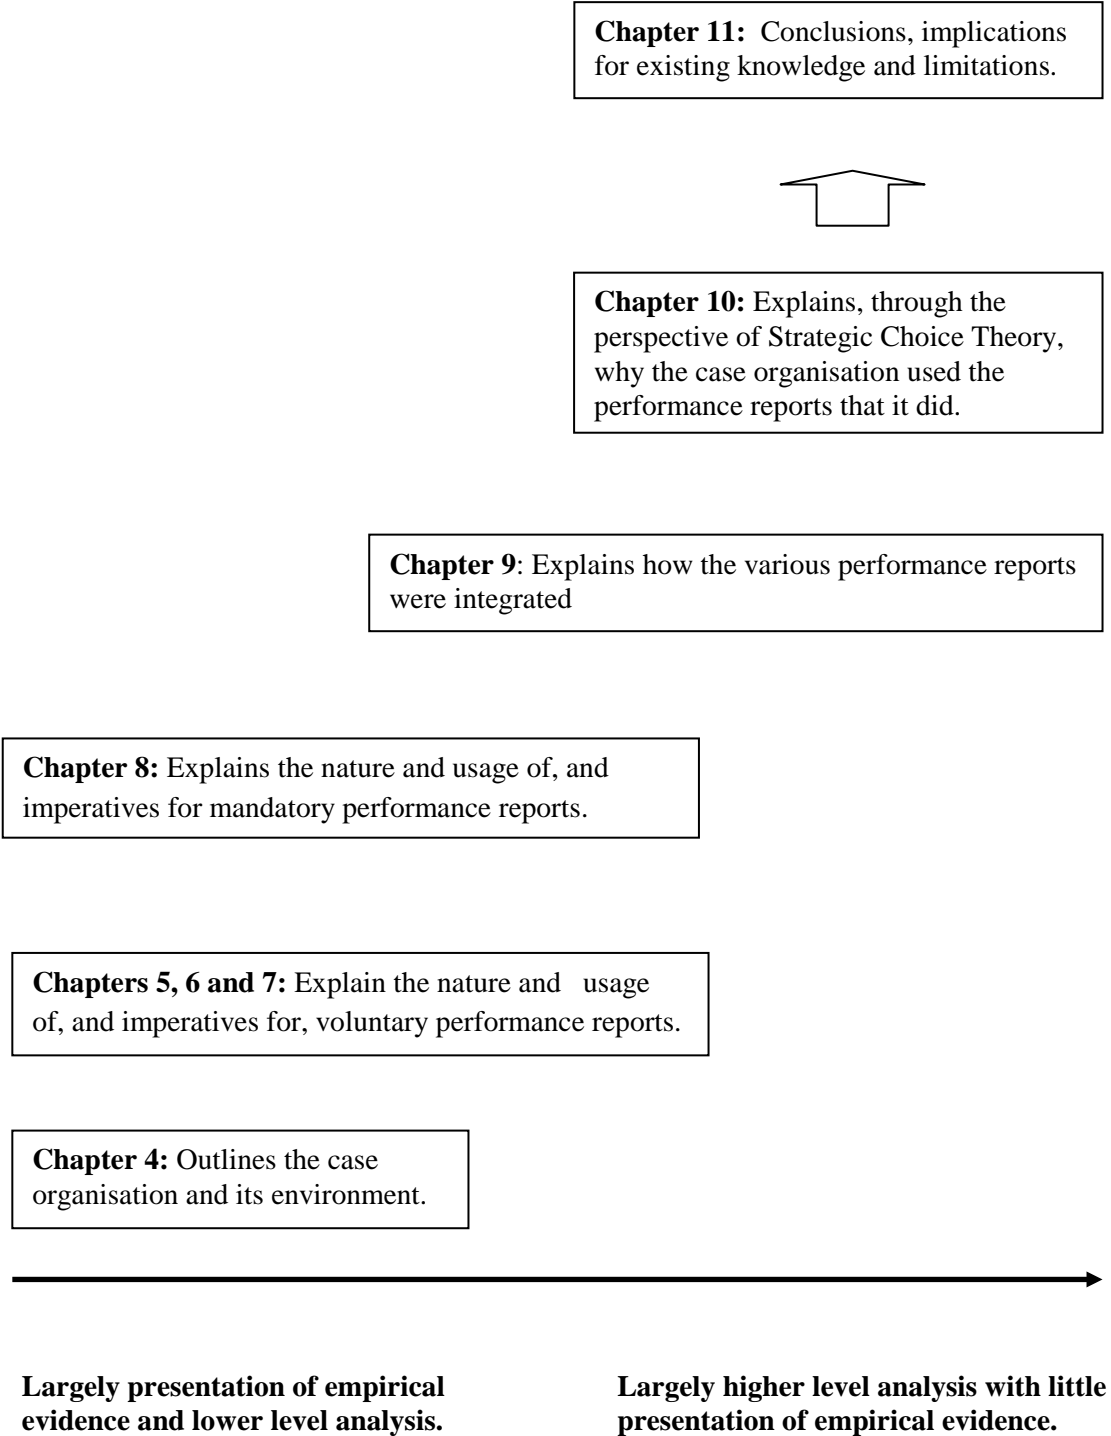 Chapter 11:  Conclusions, implications
for existing knowledge and limitations.
Chapter 10: Explains, through the
perspective of Strategic Choice Theory,
why the case organisation used the
performance reports that it did.
Chapter 9: Explains how the various performance reports
were integrated
Chapter 8: Explains the nature and usage of, and
imperatives for mandatory performance reports.
Chapters 5, 6 and 7: Explain the nature and   usage
of, and imperatives for, voluntary performance reports.
Chapter 4: Outlines the case
organisation and its environment.
Largely presentation of empirical
evidence and lower level analysis.
Largely higher level analysis with little
presentation of empirical evidence.